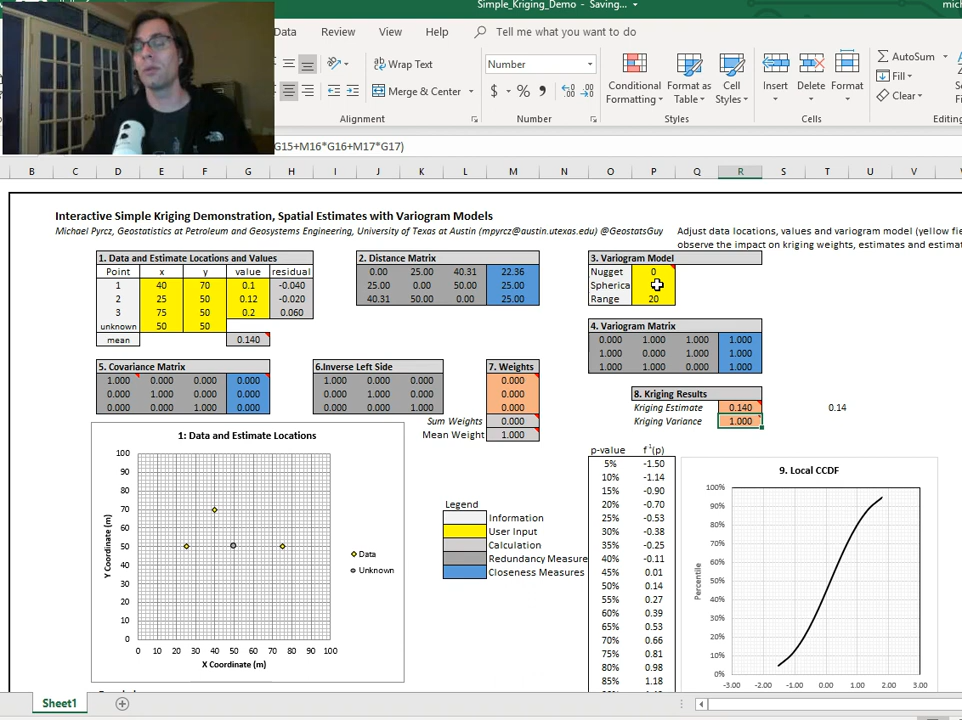 Simple_Kriging_Demo - Saving...
Data Review View Help Tell me what you want to do
Wrap Text
Merge & Center
Number
$ % ,
Conditional Formatting
Format as Table
Cell Styles
Insert Delete Format
AutoSum
Fill
Clear
Alignment Number Styles Cells Editing
G15+M16*G16+M17*G17)
B C D E F G H I J K L M N O P Q R S T U V
Interactive Simple Kriging Demonstration, Spatial Estimates with Variogram Models
Michael Pyrcz, Geostatistics at Petroleum and Geosystems Engineering, University of Texas at Austin (mpyrcz@austin.utexas.edu) @GeostatsGuy
Adjust data locations, values and variogram model (yellow fie
observe the impact on kriging weights, estimates and estimat
1. Data and Estimate Locations and Values
Point x y value residual
1 40 70 0.1 -0.040
2 25 50 0.12 -0.020
3 75 50 0.2 0.060
unknown 50 50
mean 0.140
2. Distance Matrix
0.00 25.00 40.31 22.36
25.00 0.00 50.00 25.00
40.31 50.00 0.00 25.00
3. Variogram Model
Nugget 0
Spherica
Range 20
4. Variogram Matrix
0.000 1.000 1.000 1.000
1.000 0.000 1.000 1.000
1.000 1.000 0.000 1.000
5. Covariance Matrix
1.000 0.000 0.000 0.000
0.000 1.000 0.000 0.000
0.000 0.000 1.000 0.000
6.Inverse Left Side
1.000 0.000 0.000
0.000 1.000 0.000
0.000 0.000 1.000
7. Weights
0.000
0.000
0.000
Sum Weights 0.000
Mean Weight 1.000
8. Kriging Results
Kriging Estimate 0.140 0.14
Kriging Variance 1.000
1: Data and Estimate Locations
100
90
80
70
60
50
40
30
20
10
0
0 10 20 30 40 50 60 70 80 90 100
Y Coordinate (m)
X Coordinate (m)
Data
Unknown
Legend
Information
User Input
Calculation
Redundancy Measure
Closeness Measures
p-value f⁻¹(p)
5% -1.50
10% -1.14
15% -0.90
20% -0.70
25% -0.53
30% -0.38
35% -0.25
40% -0.11
45% 0.01
50% 0.14
55% 0.27
60% 0.39
65% 0.53
70% 0.66
75% 0.81
80% 0.98
85% 1.18
9. Local CCDF
100%
90%
80%
70%
60%
50%
40%
30%
20%
10%
0%
-3.00 -2.00 -1.00 0.00 1.00 2.00 3.00
Percentile
Sheet1